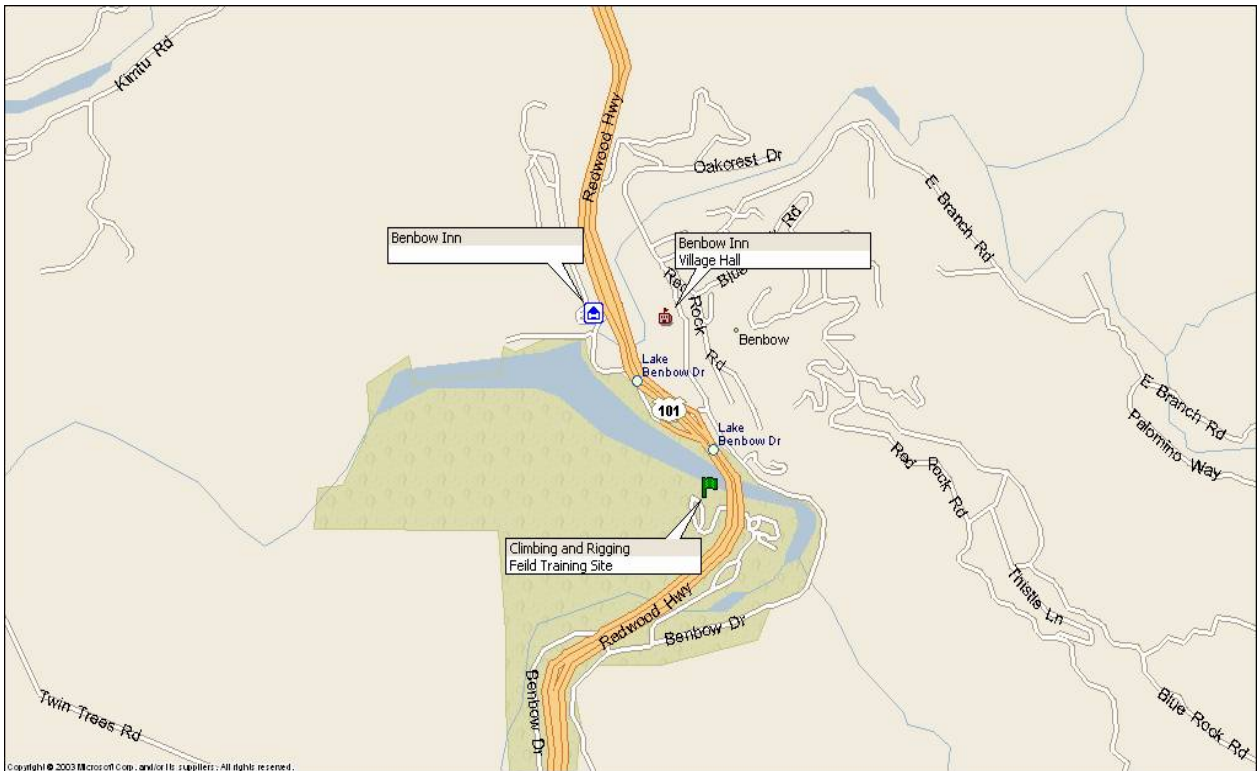 Kimtu Rd
Redwood Hwy
Oakcrest Dr
E Branch Rd
Benbow Inn
Benbow Inn
Village Hall
Blue
k Rd
Red Rock Rd
Benbow
Lake
Benbow Dr
101
Lake
Benbow Dr
E Branch Rd
Palomino Way
Red Rock Rd
Climbing and Rigging
Feild Training Site
Thistle Ln
Redwood Hwy
Benbow Dr
Benbow Dr
Blue Rock Rd
Twin Trees Rd
Copyright © 2003 Microsoft Corp. and/or its suppliers. All rights reserved.